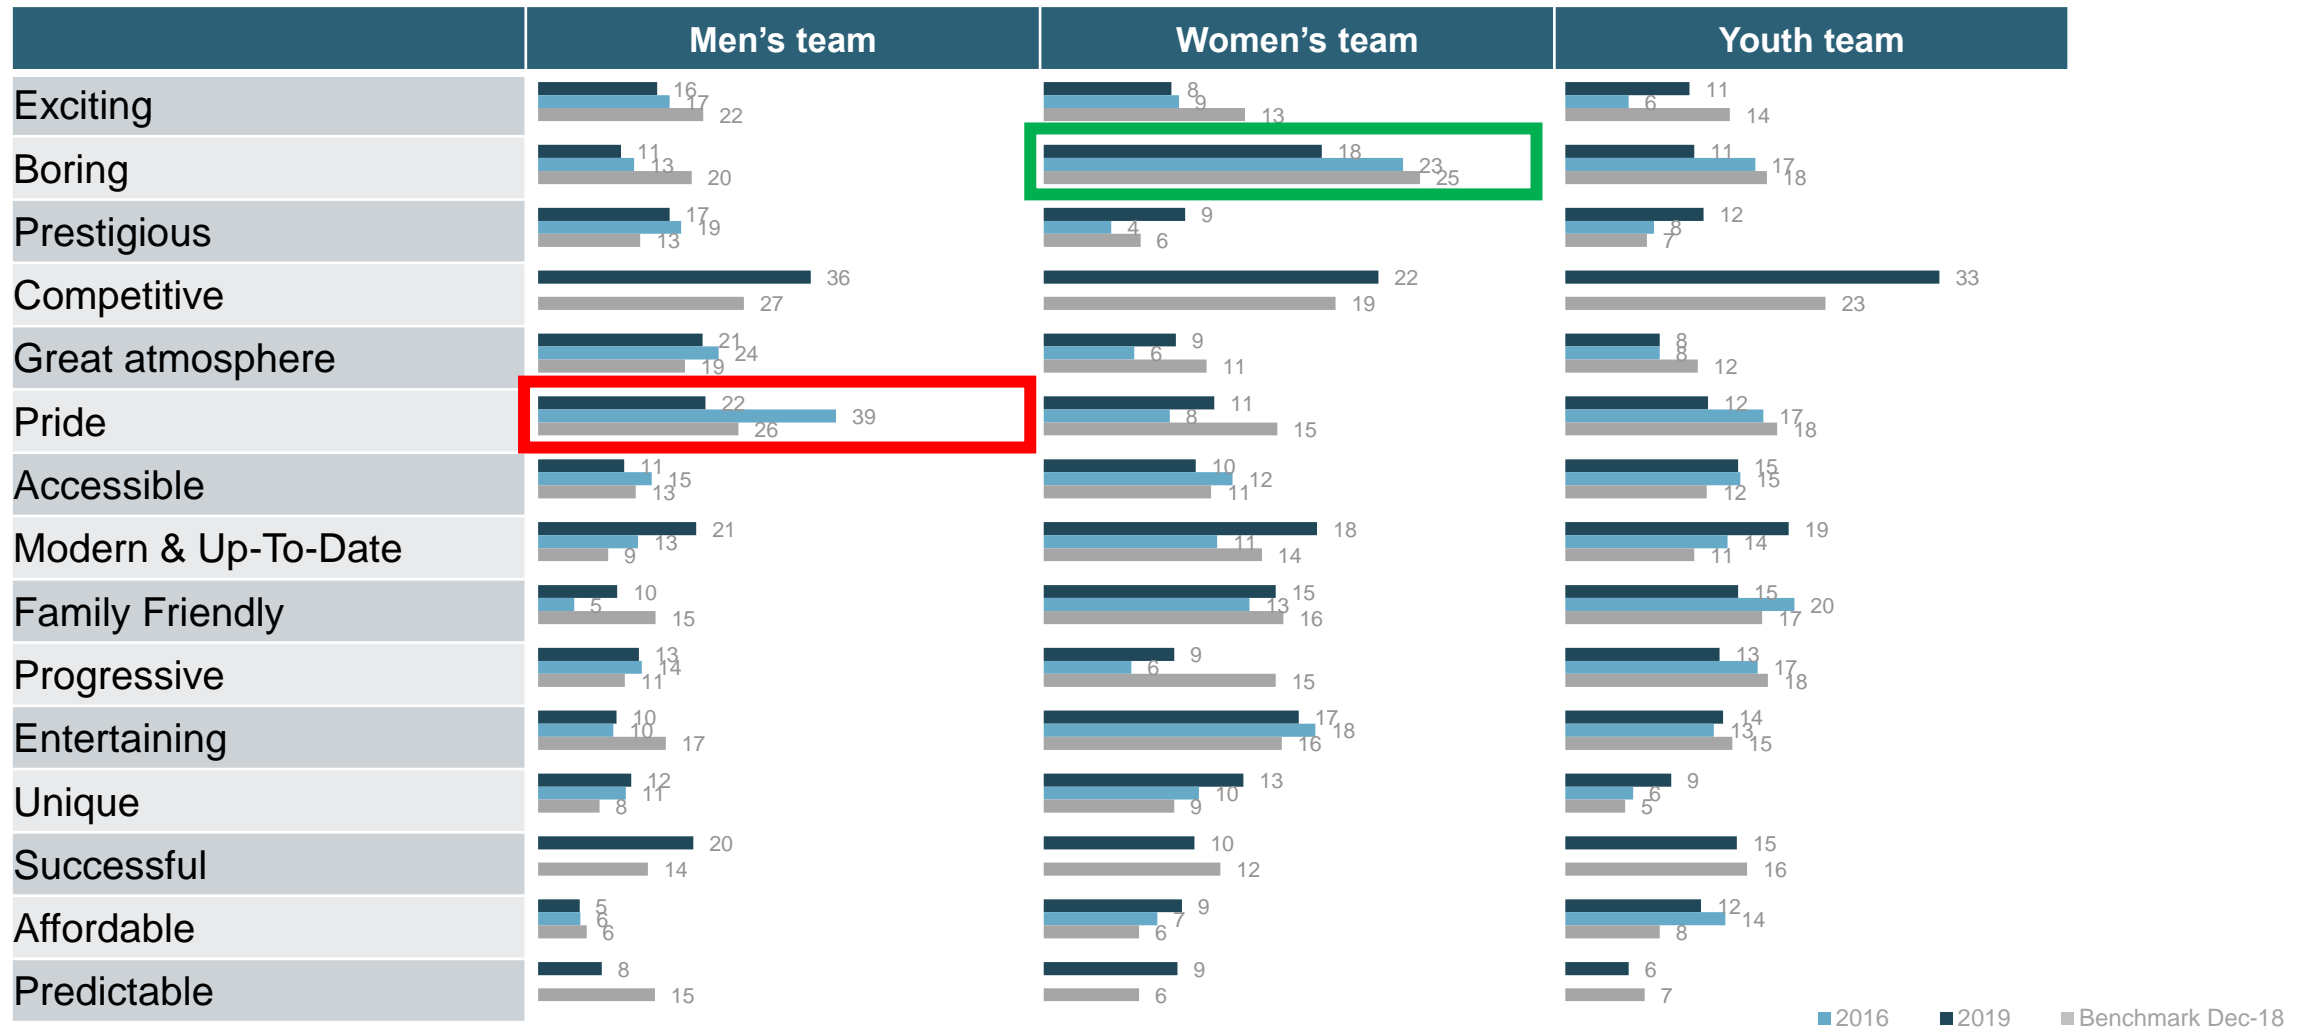 Men's team Women's team Youth team
Exciting 16 17 22 8 9 13 11 6 14
Boring 11 13 20 18 23 25 11 17 18
Prestigious 17 19 13 9 4 6 12 8 7
Competitive 36 27 22 19 33 23
Great atmosphere 21 24 19 9 6 11 8 8 12
Pride 22 39 26 11 8 15 12 17 18
Accessible 11 15 13 10 12 11 15 15 12
Modern & Up-To-Date 21 13 9 18 11 14 19 14 11
Family Friendly 10 5 15 15 13 16 15 20 17
Progressive 13 14 11 9 6 15 13 17 18
Entertaining 10 10 17 17 18 16 14 13 15
Unique 12 11 8 13 10 9 9 6 5
Successful 20 14 10 12 15 16
Affordable 5 6 6 9 7 6 12 14 8
Predictable 8 15 9 6 6 7
2016 2019 Benchmark Dec-18